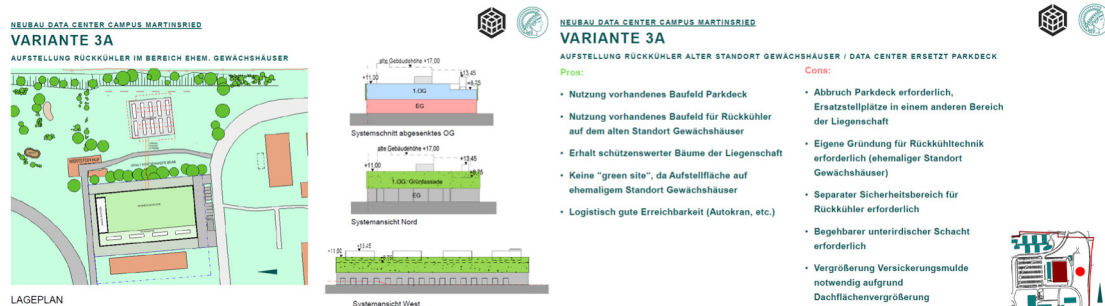 NEUBAU DATA CENTER CAMPUS MARTINSRIED
VARIANTE 3A
AUFSTELLUNG RÜCKKÜHLER IM BEREICH EHEM. GEWÄCHSHÄUSER
WERTSTOFFHOF
LAGEPLAN
alte Gebäudehöhe +17,00
+13,45
+11,00
+8,75
1.OG
EG
Systemschnitt abgesenktes OG
alte Gebäudehöhe +17,00
+13,45
+11,00
1.OG: Grünfassade
EG
Systemansicht Nord
+11,00
+13,45
Systemansicht West
NEUBAU DATA CENTER CAMPUS MARTINSRIED
VARIANTE 3A
AUFSTELLUNG RÜCKKÜHLER ALTER STANDORT GEWÄCHSHÄUSER / DATA CENTER ERSETZT PARKDECK
Pros:
• Nutzung vorhandenes Baufeld Parkdeck
• Nutzung vorhandenes Baufeld für Rückkühler
auf dem alten Standort Gewächshäuser
• Erhalt schützenswerter Bäume der Liegenschaft
• Keine "green site", da Aufstellfläche auf
ehemaligem Standort Gewächshäuser
• Logistisch gute Erreichbarkeit (Autokran, etc.)
Cons:
• Abbruch Parkdeck erforderlich,
Ersatzstellplätze in einem anderen Bereich
der Liegenschaft
• Eigene Gründung für Rückkühltechnik
erforderlich (ehemaliger Standort
Gewächshäuser)
• Separater Sicherheitsbereich für
Rückkühler erforderlich
• Begehbarer unterirdischer Schacht
erforderlich
• Vergrößerung Versickerungsmulde
notwendig aufgrund
Dachflächenvergrößerung